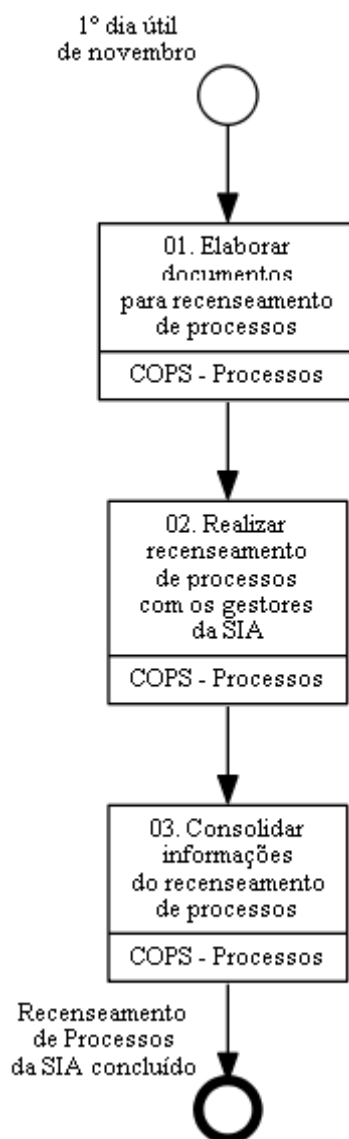 1° dia útil
de novembro
01. Elaborar
documentos
para recenseamento
de processos
COPS - Processos
02. Realizar
recenseamento
de processos
com os gestores
da SIA
COPS - Processos
03. Consolidar
informações
do recenseamento
de processos
COPS - Processos
Recenseamento
de Processos
da SIA concluído